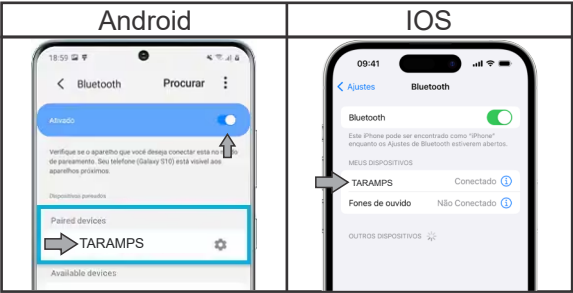 Android
IOS
18:59
Bluetooth
Procurar
Ativado
Verifique se o aparelho que você deseja conectar está no modo
de pareamento. Seu telefone (Galaxy S10) está visível aos
aparelhos próximos.
Dispositivos pareados
Paired devices
TARAMPS
Available devices
09:41
Ajustes
Bluetooth
Bluetooth
Este iPhone pode ser encontrado como "iPhone"
enquanto os Ajustes de Bluetooth estiverem abertos.
MEUS DISPOSITIVOS
TARAMPS
Conectado
Fones de ouvido
Não Conectado
OUTROS DISPOSITIVOS